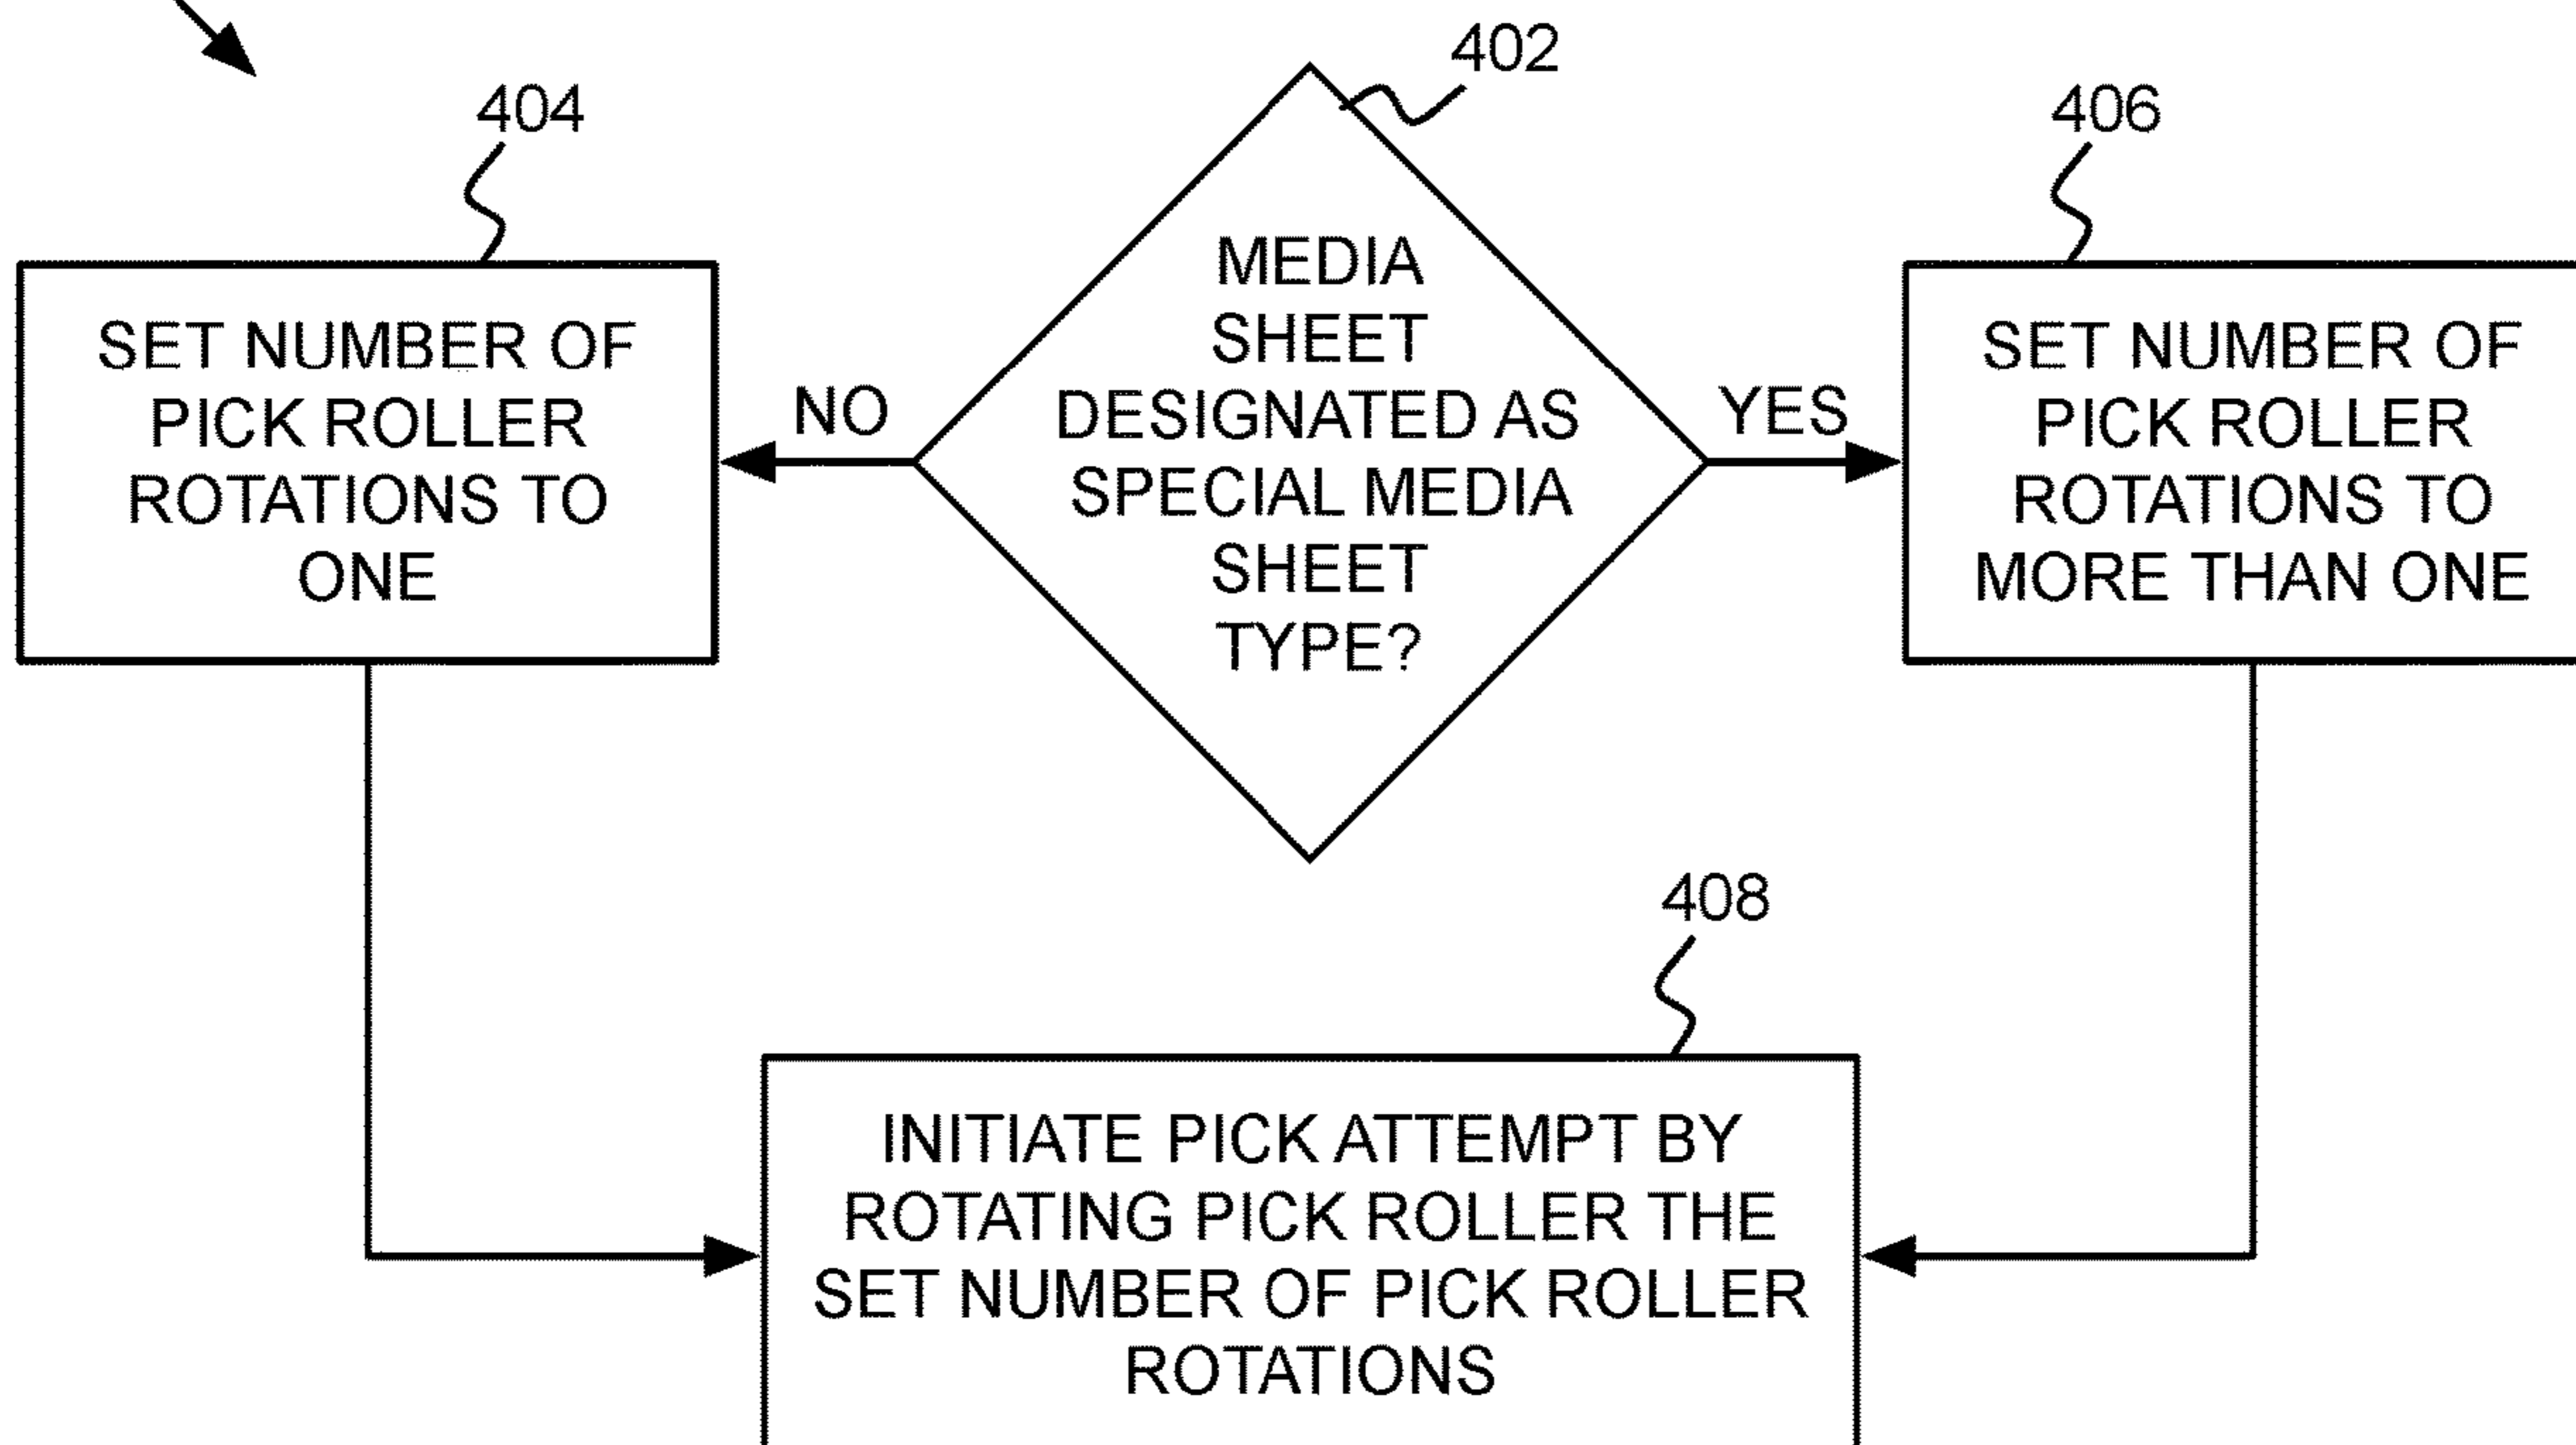 402
404
406
MEDIA
SHEET
DESIGNATED AS
SPECIAL MEDIA
SHEET
TYPE?
NO
YES
SET NUMBER OF
PICK ROLLER
ROTATIONS TO
ONE
SET NUMBER OF
PICK ROLLER
ROTATIONS TO
MORE THAN ONE
408
INITIATE PICK ATTEMPT BY
ROTATING PICK ROLLER THE
SET NUMBER OF PICK ROLLER
ROTATIONS